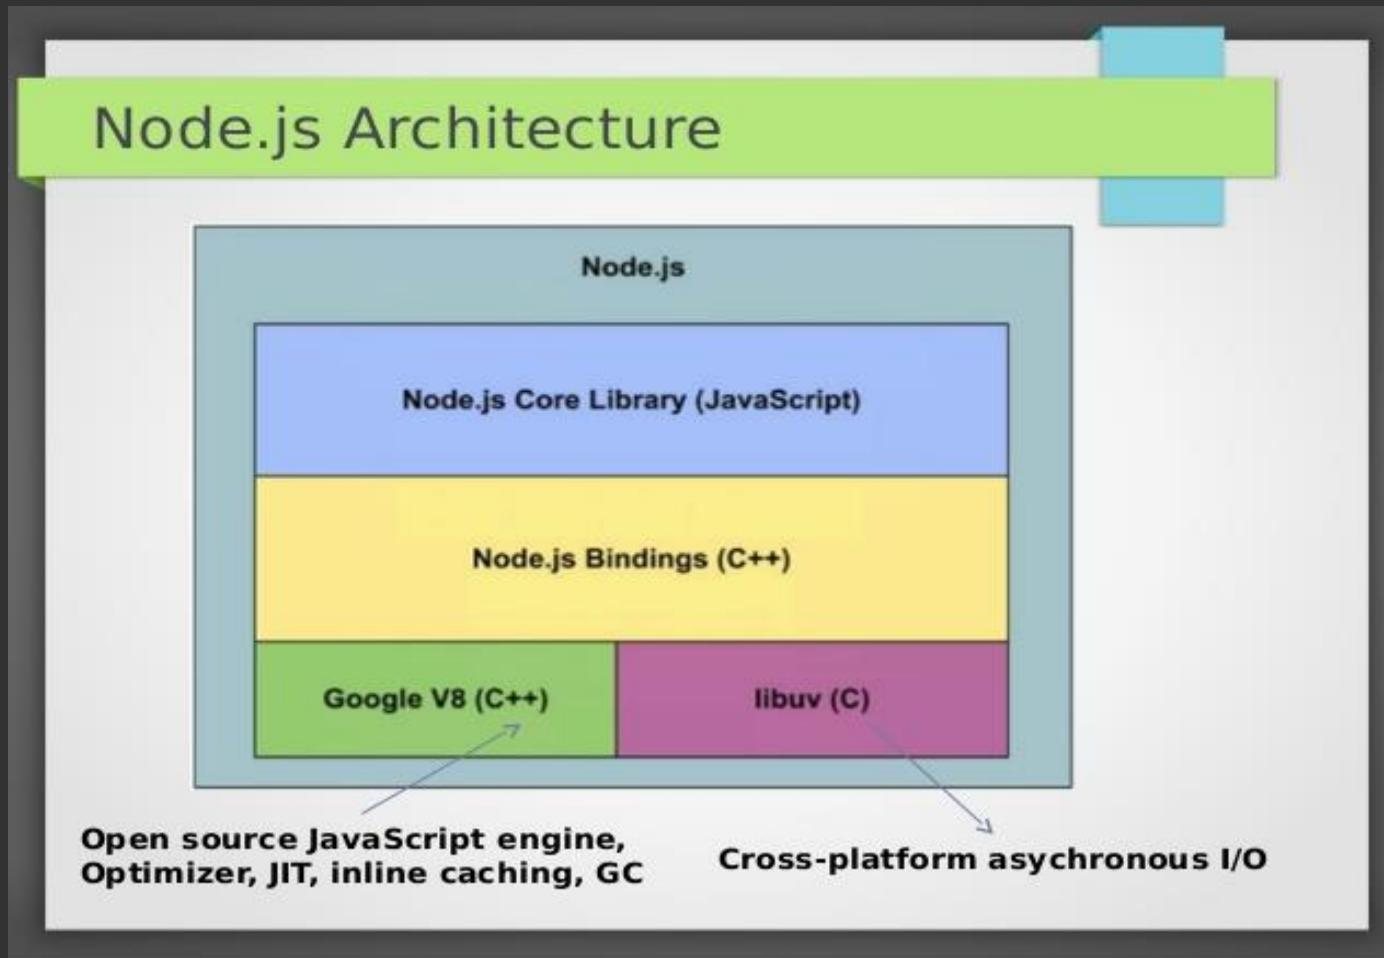 Node.js Architecture
Node.js
Node.js Core Library (JavaScript)
Node.js Bindings (C++)
Google V8 (C++)
libuv (C)
Open source JavaScript engine,
Optimizer, JIT, inline caching, GC
Cross-platform asychronous I/O